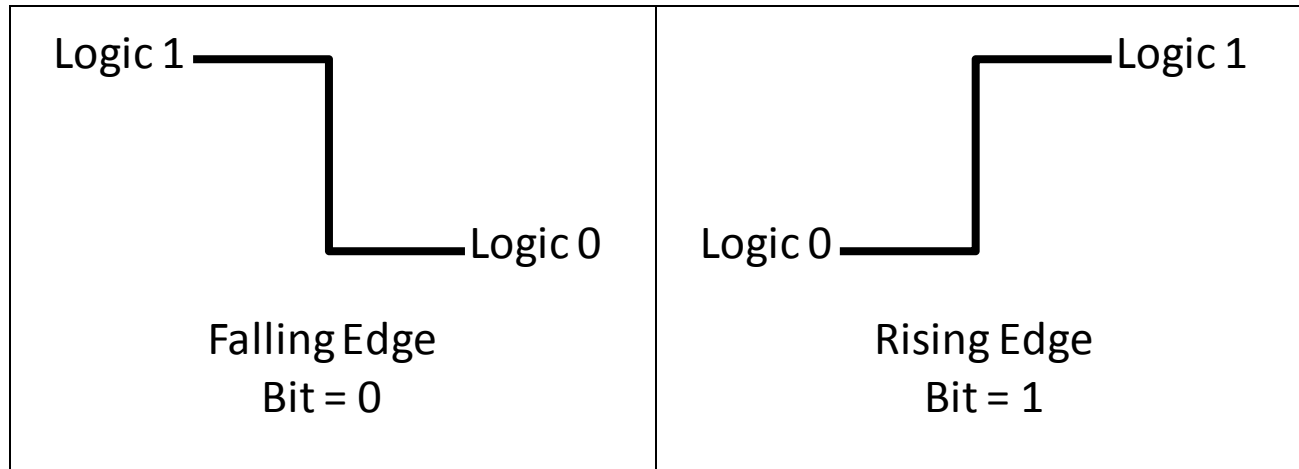 Logic 1
Logic 0
Falling Edge
Bit = 0
Logic 1
Logic 0
Rising Edge
Bit = 1